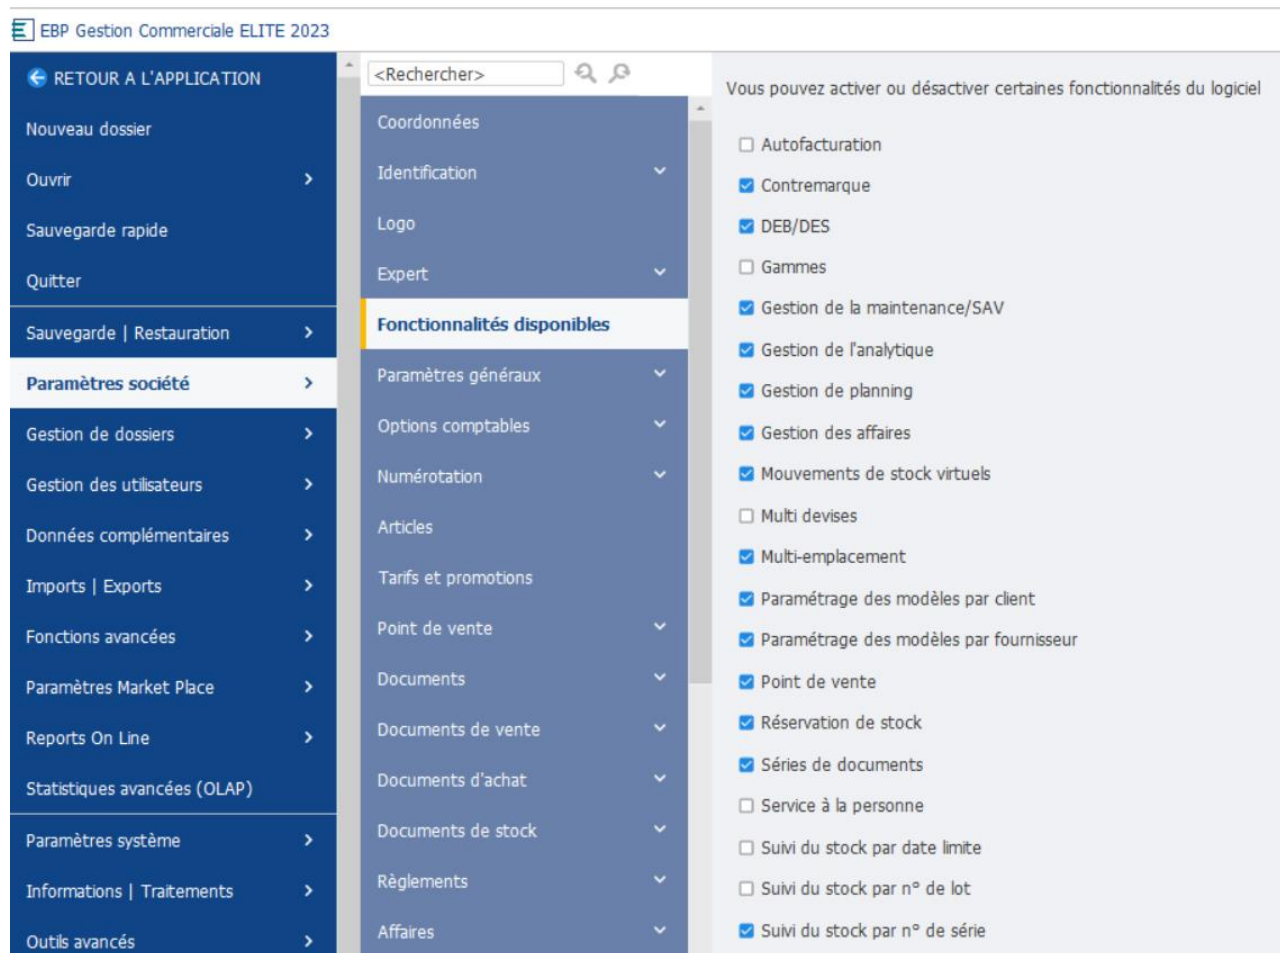 EBP Gestion Commerciale ELITE 2023
RETOUR A L'APPLICATION
Nouveau dossier
Ouvrir
Sauvegarde rapide
Quitter
Sauvegarde | Restauration
Paramètres société
Gestion de dossiers
Gestion des utilisateurs
Données complémentaires
Imports | Exports
Fonctions avancées
Paramètres Market Place
Reports On Line
Statistiques avancées (OLAP)
Paramètres système
Informations | Traitements
Outils avancés
<Rechercher>
Coordonnées
Identification
Logo
Expert
Fonctionnalités disponibles
Paramètres généraux
Options comptables
Numérotation
Articles
Tarifs et promotions
Point de vente
Documents
Documents de vente
Documents d'achat
Documents de stock
Règlements
Affaires
Vous pouvez activer ou désactiver certaines fonctionnalités du logiciel
Autofacturation
Contremarque
DEB/DES
Gammes
Gestion de la maintenance/SAV
Gestion de l'analytique
Gestion de planning
Gestion des affaires
Mouvements de stock virtuels
Multi devises
Multi-emplacement
Paramétrage des modèles par client
Paramétrage des modèles par fournisseur
Point de vente
Réservation de stock
Séries de documents
Service à la personne
Suivi du stock par date limite
Suivi du stock par n° de lot
Suivi du stock par n° de série